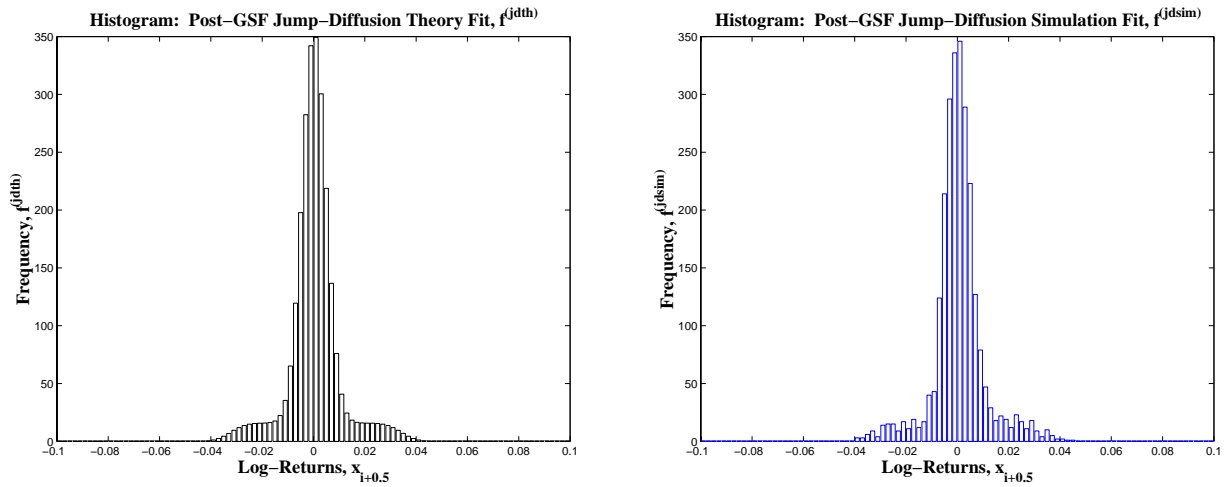 Histogram: Post−GSF Jump−Diffusion Theory Fit, f^(jdth)
350
300
250
200
150
100
50
0
Frequency, f^(jdth)
−0.1 −0.08 −0.06 −0.04 −0.02 0 0.02 0.04 0.06 0.08 0.1
Log−Returns, x_i+0.5
Histogram: Post−GSF Jump−Diffusion Simulation Fit, f^(jdsim)
350
300
250
200
150
100
50
0
Frequency, f^(jdsim)
−0.1 −0.08 −0.06 −0.04 −0.02 0 0.02 0.04 0.06 0.08 0.1
Log−Returns, x_i+0.5